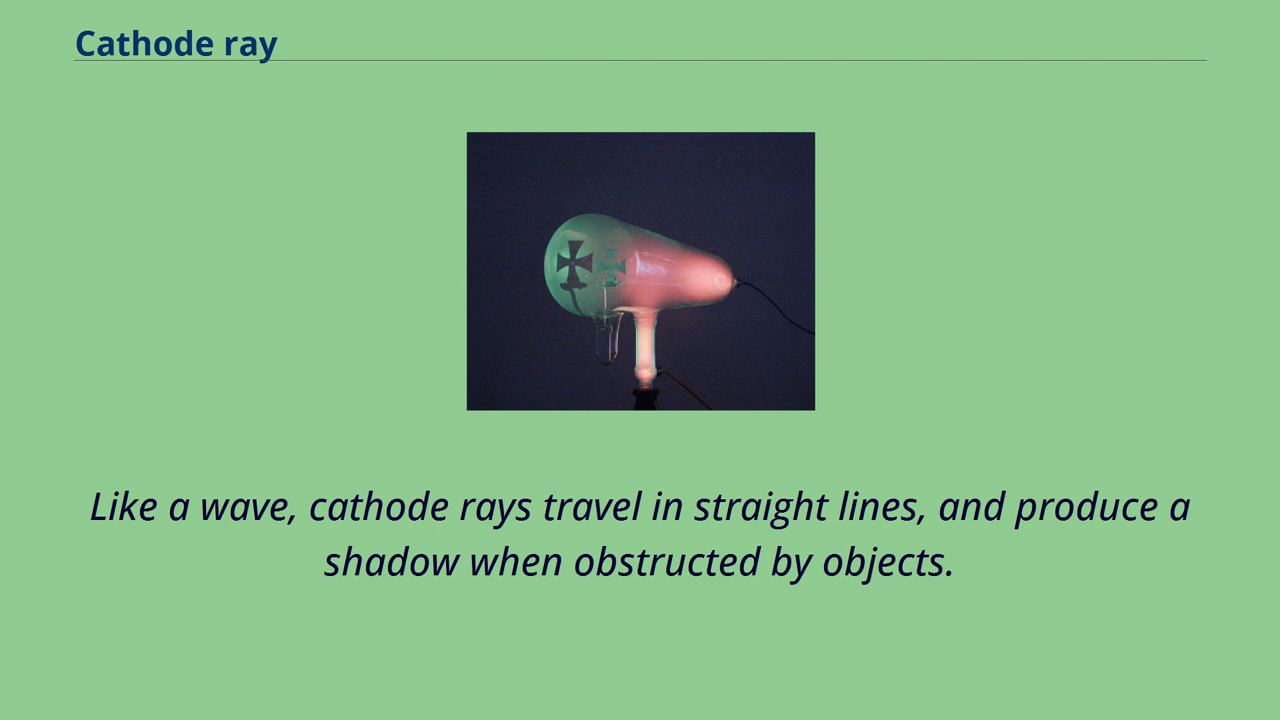 Cathode ray
Like a wave, cathode rays travel in straight lines, and produce a
shadow when obstructed by objects.